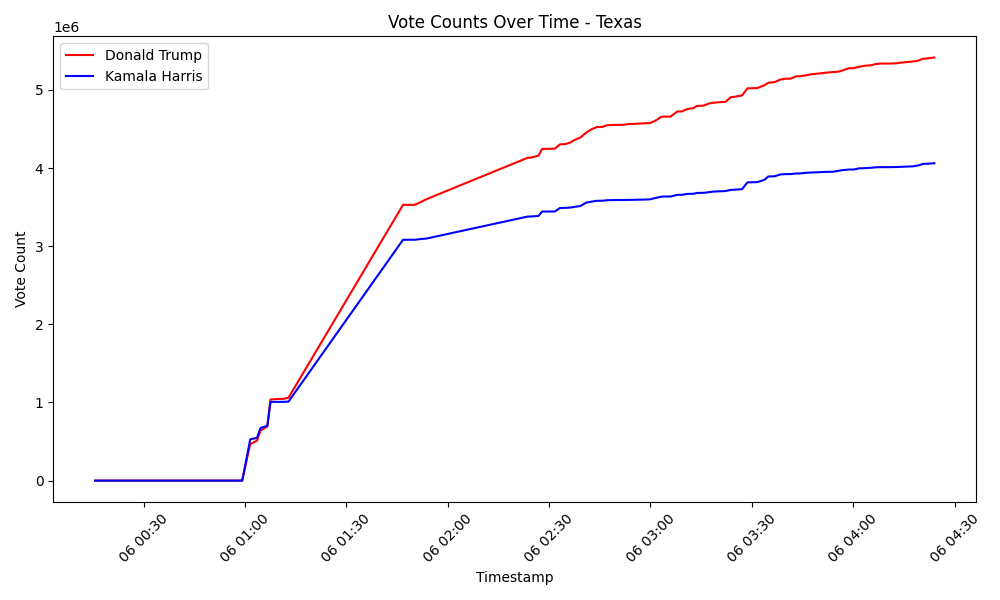 Vote Counts Over Time - Texas
1e6
Donald Trump
Kamala Harris
Vote Count
5
4
3
2
1
0
06 00:30
06 01:00
06 01:30
06 02:00
06 02:30
06 03:00
06 03:30
06 04:00
06 04:30
Timestamp